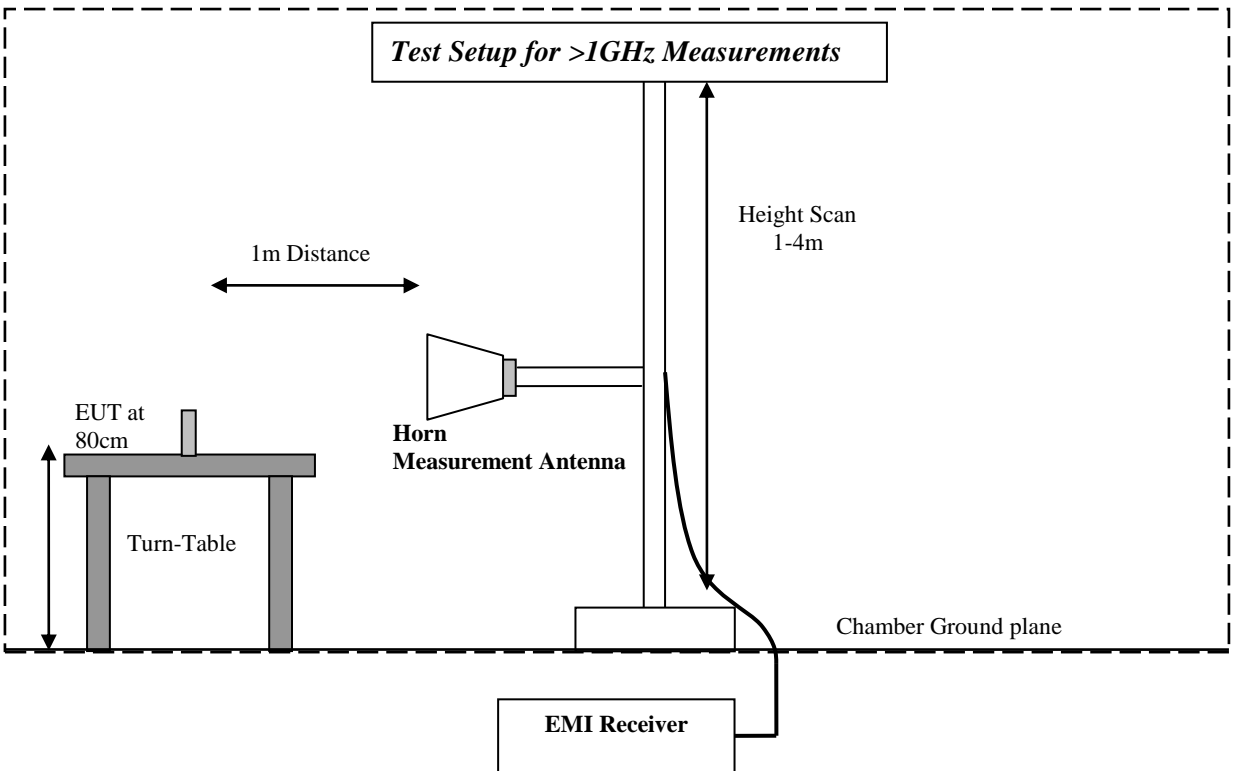 Test Setup for >1GHz Measurements
Height Scan
1-4m
1m Distance
EUT at
80cm
Horn
Measurement Antenna
Turn-Table
Chamber Ground plane
EMI Receiver